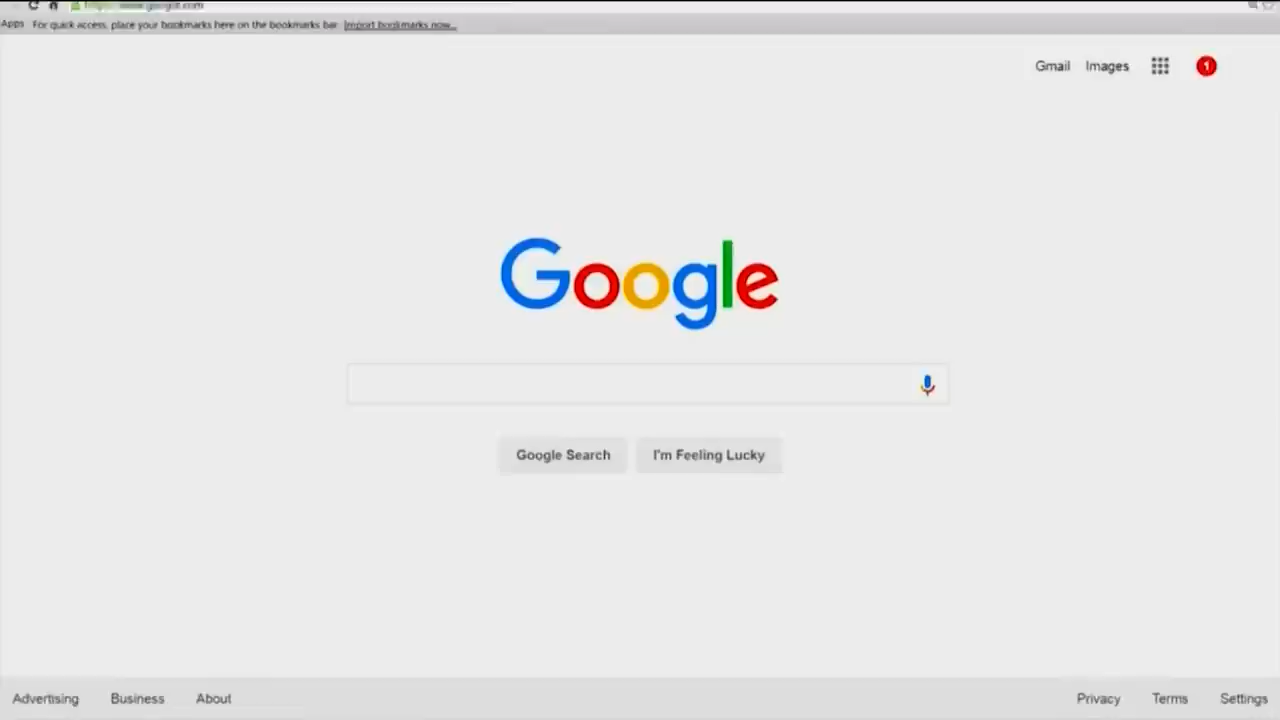 Apps For quick access, place your bookmarks here on the bookmarks bar. Import bookmarks now...
Gmail Images 1
Google
Google Search I'm Feeling Lucky
Advertising Business About Privacy Terms Settings